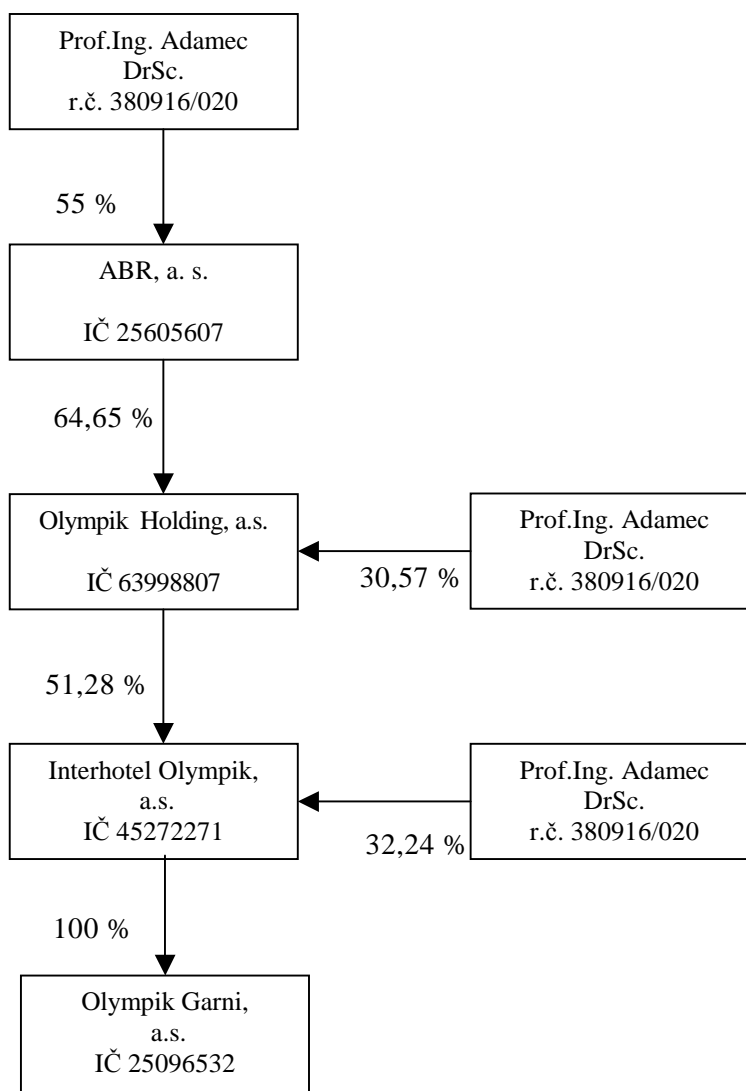 Prof.Ing. Adamec
DrSc.
r.č. 380916/020
55 %
ABR, a. s.
IČ 25605607
64,65 %
Olympik Holding, a.s.
IČ 63998807
30,57 %
Prof.Ing. Adamec
DrSc.
r.č. 380916/020
51,28 %
Interhotel Olympik,
a.s.
IČ 45272271
32,24 %
Prof.Ing. Adamec
DrSc.
r.č. 380916/020
100 %
Olympik Garni,
a.s.
IČ 25096532